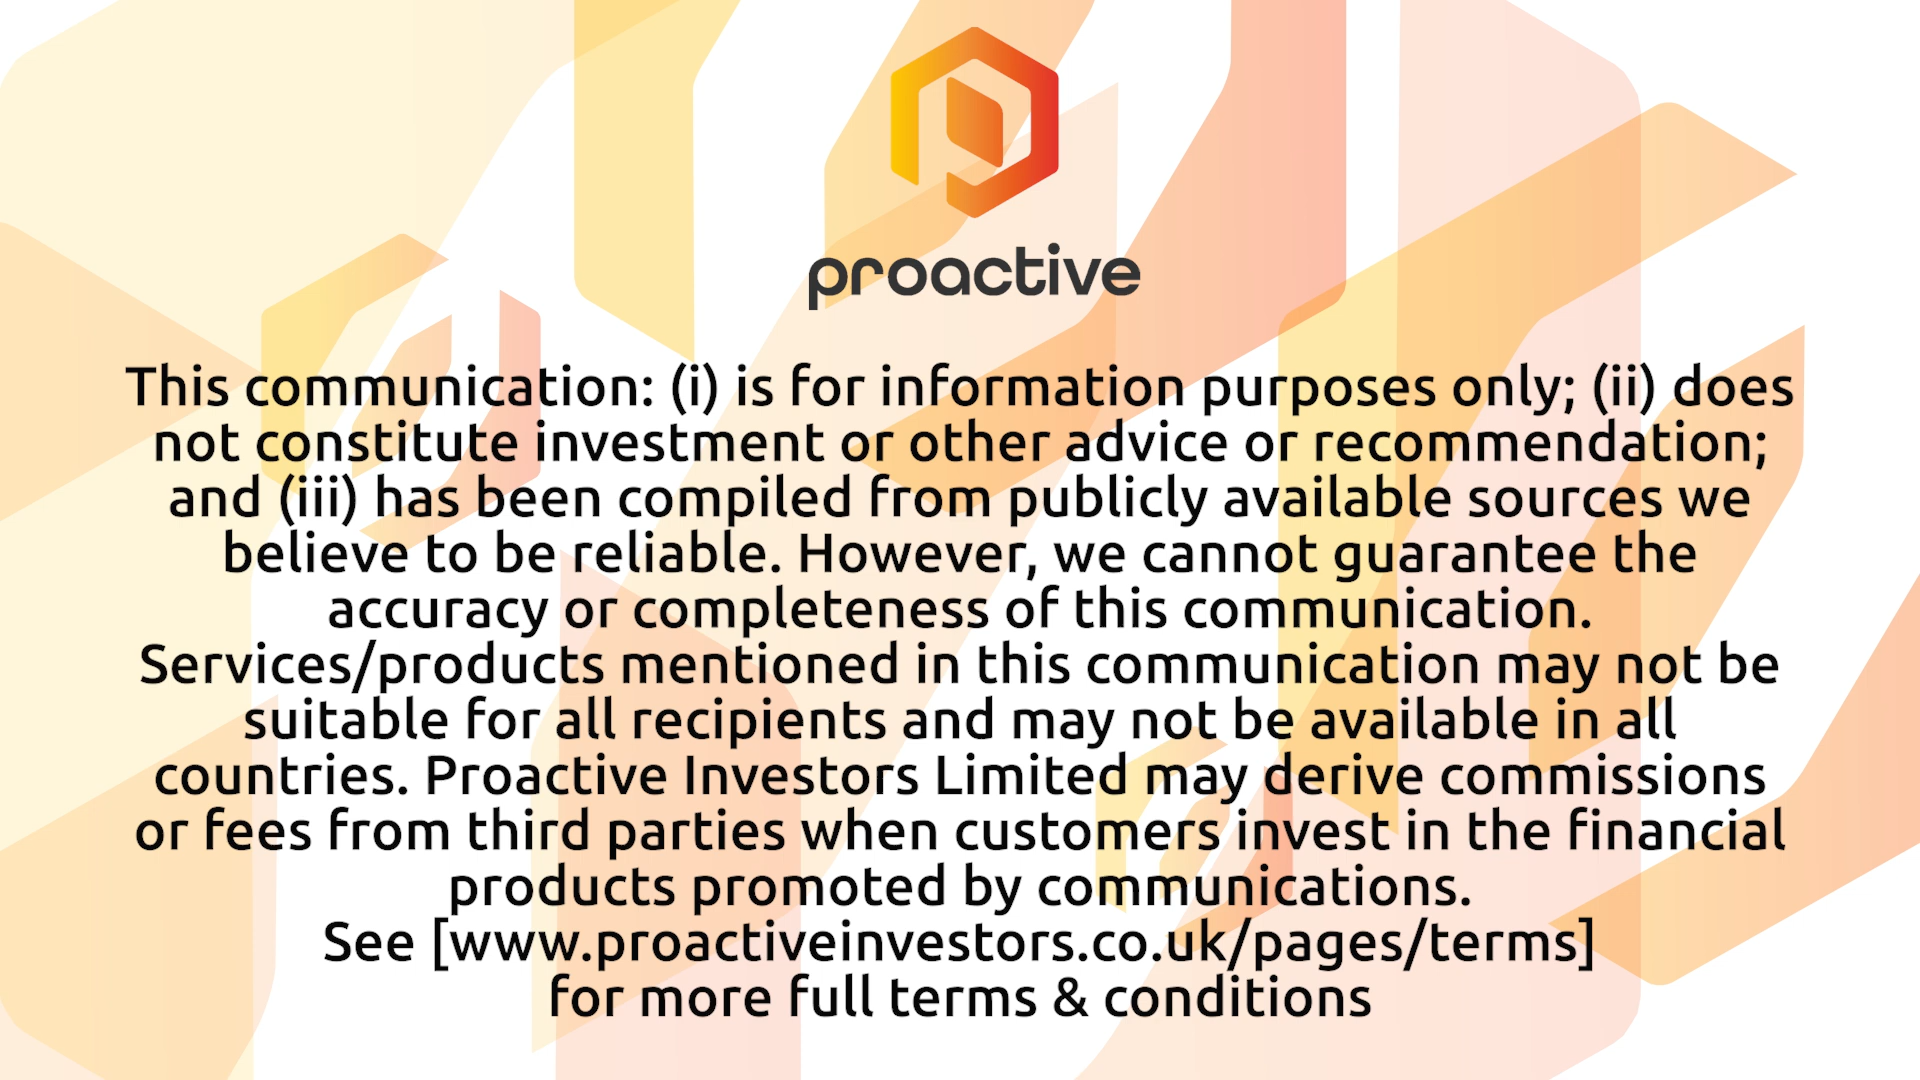 proactive
This communication: (i) is for information purposes only; (ii) does
not constitute investment or other advice or recommendation;
and (iii) has been compiled from publicly available sources we
believe to be reliable. However, we cannot guarantee the
accuracy or completeness of this communication.
Services/products mentioned in this communication may not be
suitable for all recipients and may not be available in all
countries. Proactive Investors Limited may derive commissions
or fees from third parties when customers invest in the financial
products promoted by communications.
See [www.proactiveinvestors.co.uk/pages/terms]
for more full terms & conditions